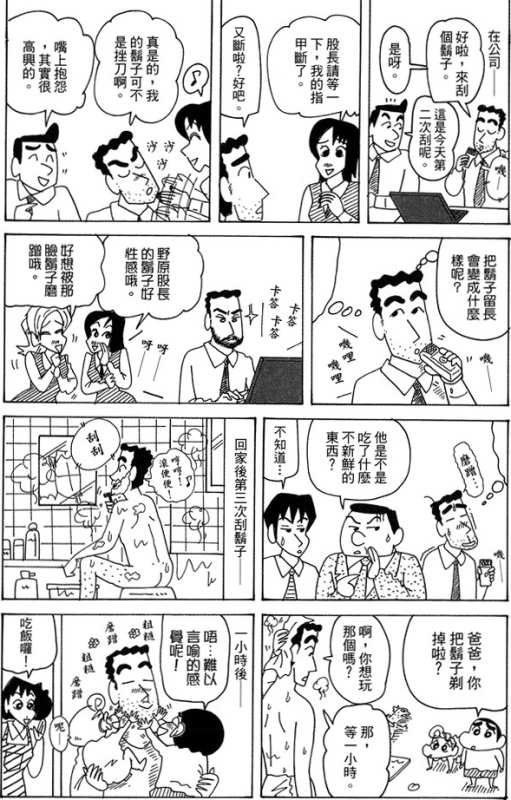 在公司
好啦，來刮
個鬍子。
這是今天第
二次刮呢。
是呀。
股長請等一
下，我的指
甲斷了。
又斷啦？好吧。
♪
真是的，我
的鬍子可不
是挫刀啊。
沙
沙
嘴上抱怨
，其實很
高興的。
把鬍子留長
會變成什麼
樣呢？
嘰
嘰
嘰哩
嘰哩
卡答
卡答
卡答
野原股長
的鬍子好
性感哦。
呀
呀
好想被那
臉鬍子磨
蹭哦。
磨蹭…
他是不是
吃了什麼
不新鮮的
東西？
不知道…
回家後第三次刮鬍子
哼哼…♪
滾便便！
刮
刮
爸爸，你
把鬍子剃
掉啦？
啊，你想玩
那個嗎？
那，
等一小時。
一小時後
唔…難以
言喻的感
覺呢！
粗糙
磨蹭
粗糙
磨蹭
吃飯囉！
呃